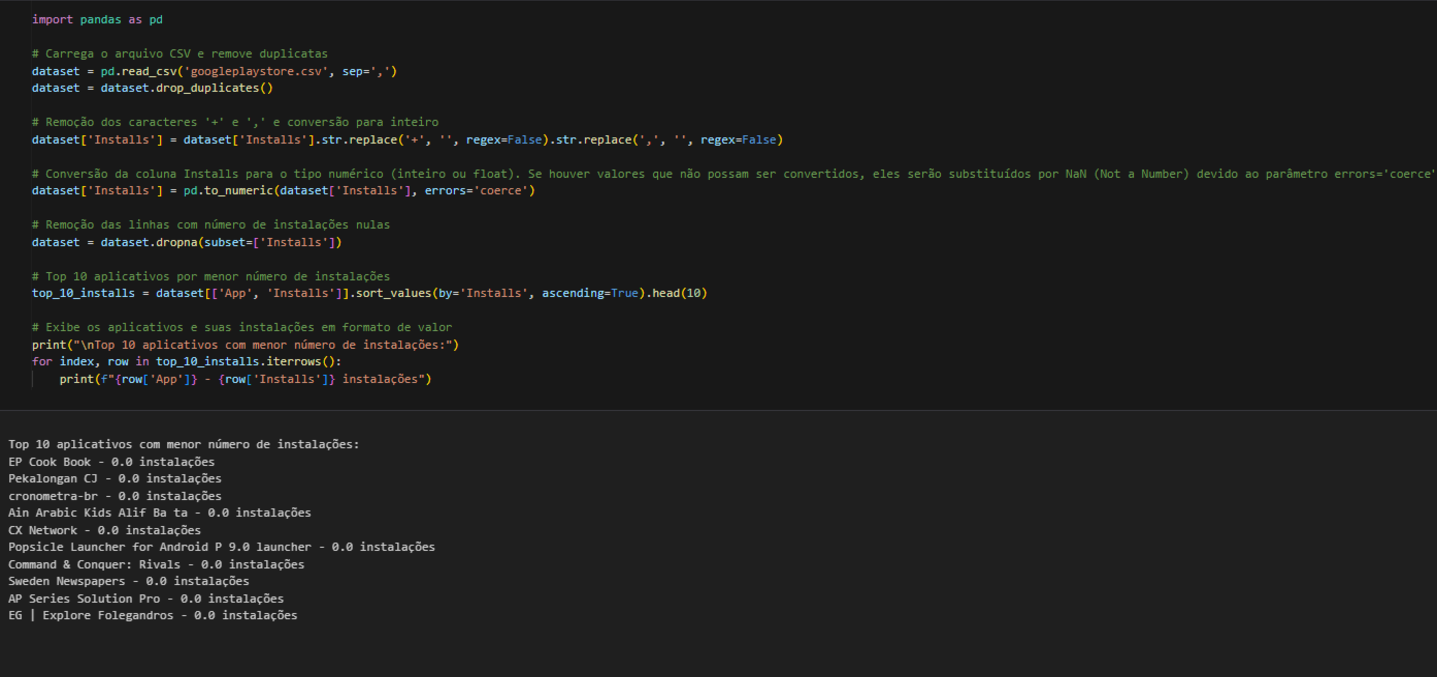 import pandas as pd
# Carrega o arquivo CSV e remove duplicatas
dataset = pd.read_csv('googleplaystore.csv', sep=',')
dataset = dataset.drop_duplicates()
# Remoção dos caracteres '+' e ',' e conversão para inteiro
dataset['Installs'] = dataset['Installs'].str.replace('+', '', regex=False).str.replace(',', '', regex=False)
# Conversão da coluna Installs para o tipo numérico (inteiro ou float). Se houver valores que não possam ser convertidos, eles serão substituídos por NaN (Not a Number) devido ao parâmetro errors='coerce'
dataset['Installs'] = pd.to_numeric(dataset['Installs'], errors='coerce')
# Remoção das linhas com número de instalações nulas
dataset = dataset.dropna(subset=['Installs'])
# Top 10 aplicativos por menor número de instalações
top_10_installs = dataset[['App', 'Installs']].sort_values(by='Installs', ascending=True).head(10)
# Exibe os aplicativos e suas instalações em formato de valor
print("\nTop 10 aplicativos com menor número de instalações:")
for index, row in top_10_installs.iterrows():
    print(f"{row['App']} - {row['Installs']} instalações")
Top 10 aplicativos com menor número de instalações:
EP Cook Book - 0.0 instalações
Pekalongan CJ - 0.0 instalações
cronometra-br - 0.0 instalações
Ain Arabic Kids Alif Ba ta - 0.0 instalações
CX Network - 0.0 instalações
Popsicle Launcher for Android P 9.0 launcher - 0.0 instalações
Command & Conquer: Rivals - 0.0 instalações
Sweden Newspapers - 0.0 instalações
AP Series Solution Pro - 0.0 instalações
EG | Explore Folegandros - 0.0 instalações